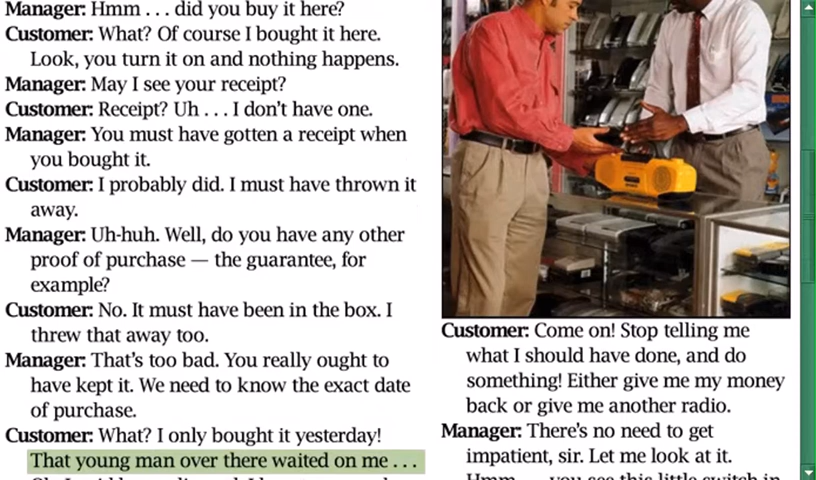 Manager: Hmm . . . did you buy it here?
Customer: What? Of course I bought it here.
Look, you turn it on and nothing happens.
Manager: May I see your receipt?
Customer: Receipt? Uh . . . I don't have one.
Manager: You must have gotten a receipt when
you bought it.
Customer: I probably did. I must have thrown it
away.
Manager: Uh-huh. Well, do you have any other
proof of purchase — the guarantee, for
example?
Customer: No. It must have been in the box. I
threw that away too.
Manager: That's too bad. You really ought to
have kept it. We need to know the exact date
of purchase.
Customer: What? I only bought it yesterday!
That young man over there waited on me . . .
Customer: Come on! Stop telling me
what I should have done, and do
something! Either give me my money
back or give me another radio.
Manager: There's no need to get
impatient, sir. Let me look at it.
Hmm . . . you see this little switch in